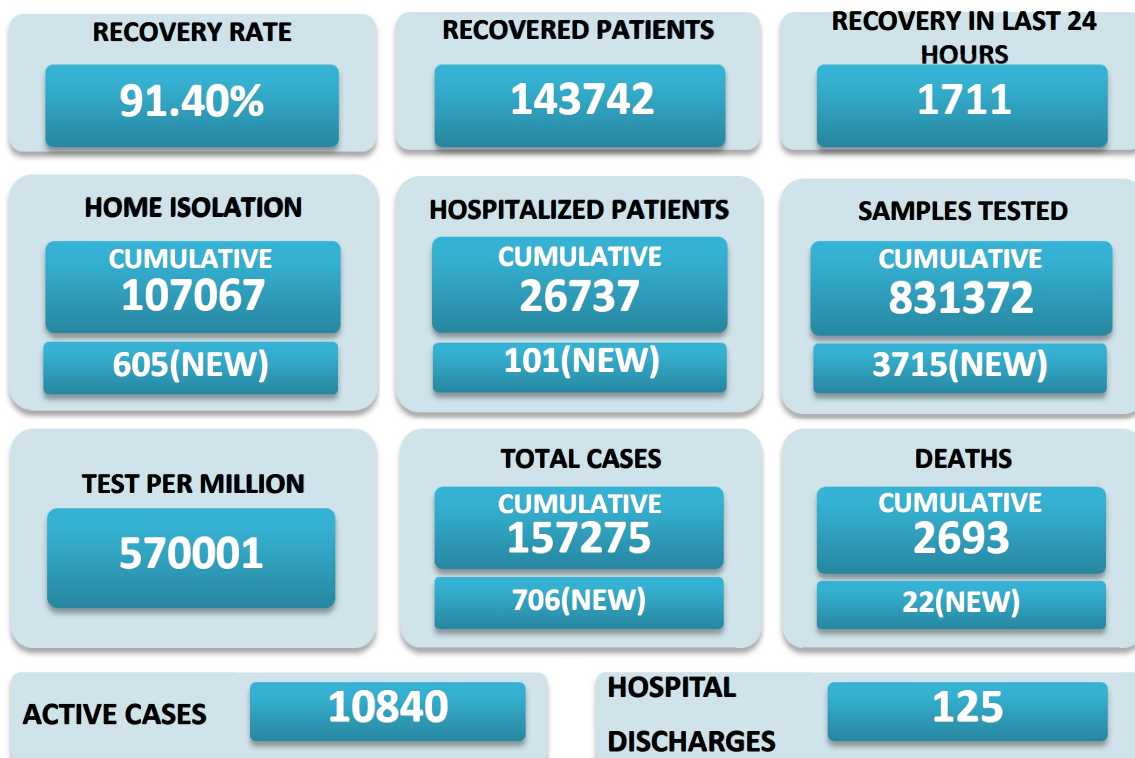 RECOVERY RATE
91.40%
RECOVERED PATIENTS
143742
RECOVERY IN LAST 24
HOURS
1711
HOME ISOLATION
CUMULATIVE
107067
605(NEW)
HOSPITALIZED PATIENTS
CUMULATIVE
26737
101(NEW)
SAMPLES TESTED
CUMULATIVE
831372
3715(NEW)
TEST PER MILLION
570001
TOTAL CASES
CUMULATIVE
157275
706(NEW)
DEATHS
CUMULATIVE
2693
22(NEW)
ACTIVE CASES
10840
HOSPITAL
DISCHARGES
125